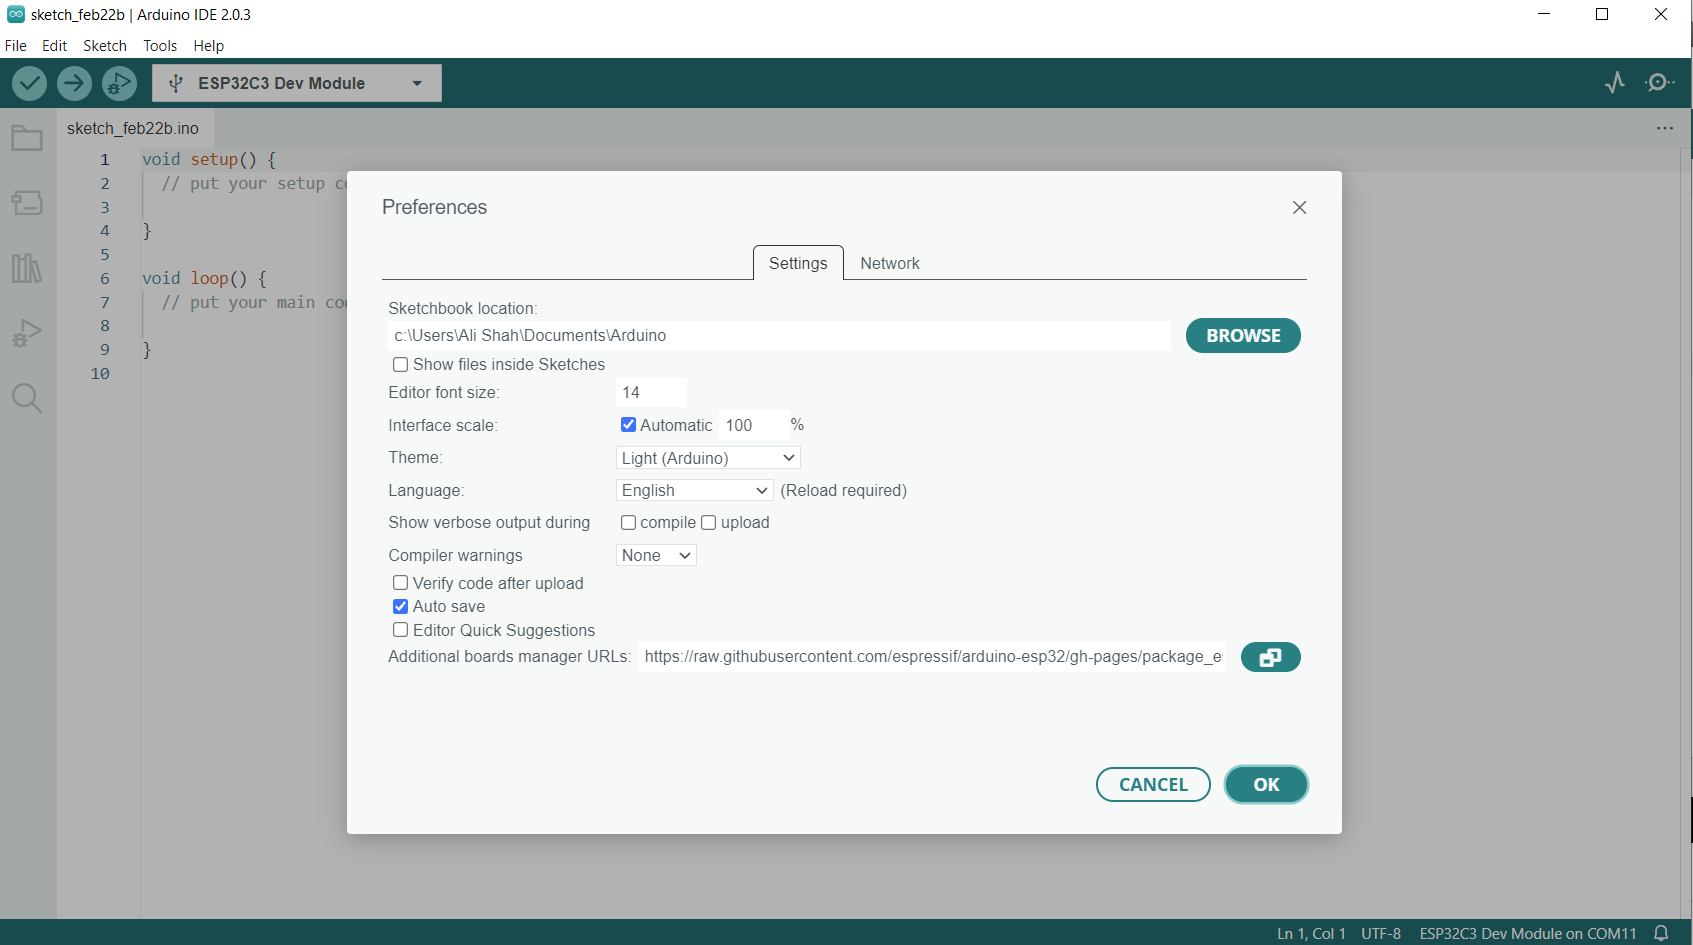 sketch_feb22b | Arduino IDE 2.0.3
File Edit Sketch Tools Help
ESP32C3 Dev Module
sketch_feb22b.ino
1 void setup() {
2 // put your setup co
3
4 }
5
6 void loop() {
7 // put your main co
8
9 }
10
Preferences
Settings Network
Sketchbook location:
c:\Users\Ali Shah\Documents\Arduino BROWSE
Show files inside Sketches
Editor font size: 14
Interface scale: Automatic 100 %
Theme: Light (Arduino)
Language: English (Reload required)
Show verbose output during compile upload
Compiler warnings None
Verify code after upload
Auto save
Editor Quick Suggestions
Additional boards manager URLs: https://raw.githubusercontent.com/espressif/arduino-esp32/gh-pages/package_e
CANCEL OK
Ln 1, Col 1 UTF-8 ESP32C3 Dev Module on COM11